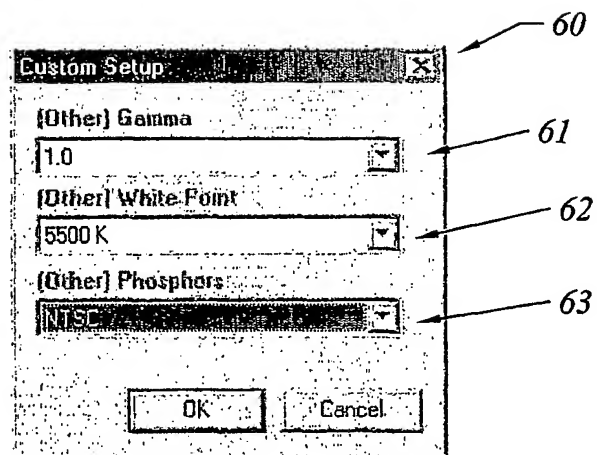 60
Custom Setup
(Other) Gamma
61
1.0
(Other) White Point
62
5500 K
(Other) Phosphors
63
NTSC
OK Cancel